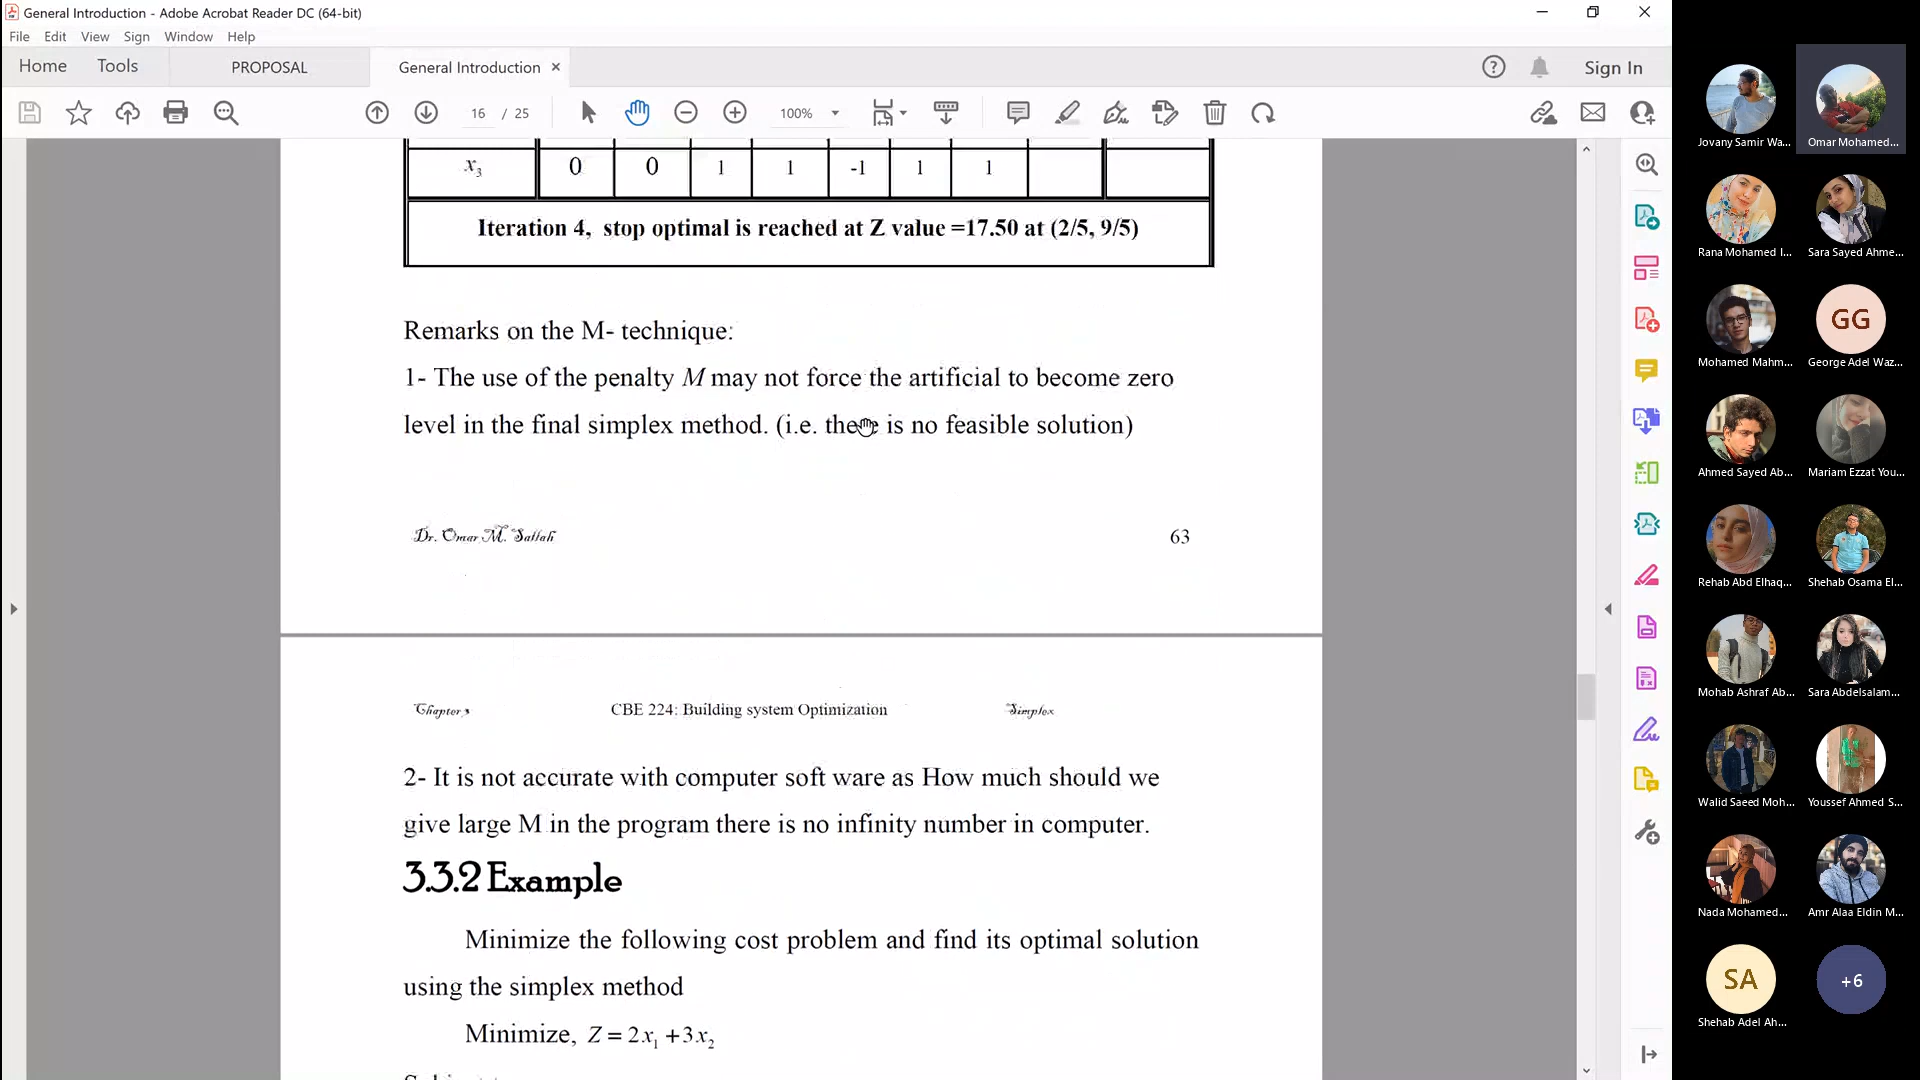 General Introduction - Adobe Acrobat Reader DC (64-bit)
File Edit View Sign Window Help
Home Tools PROPOSAL General Introduction × Sign In
16 / 25 100%
x3 0 0 1 1 -1 1 1
Iteration 4, stop optimal is reached at Z value =17.50 at (2/5, 9/5)
Remarks on the M- technique:
1- The use of the penalty M may not force the artificial to become zero
level in the final simplex method. (i.e. there is no feasible solution)
Dr. Omar M. Sallah 63
Chapter 3 CBE 224: Building system Optimization Simplex
2- It is not accurate with computer soft ware as How much should we
give large M in the program there is no infinity number in computer.
3.3.2 Example
Minimize the following cost problem and find its optimal solution
using the simplex method
Minimize, Z = 2x1 +3x2
Jovany Samir Wa... Omar Mohamed...
Rana Mohamed I... Sara Sayed Ahme...
GG
Mohamed Mahm... George Adel Waz...
Ahmed Sayed Ab... Mariam Ezzat You...
Rehab Abd Elhaq... Shehab Osama El...
Mohab Ashraf Ab... Sara Abdelsalam...
Walid Saeed Moh... Youssef Ahmed S...
Nada Mohamed... Amr Alaa Eldin M...
SA +6
Shehab Adel Ah...